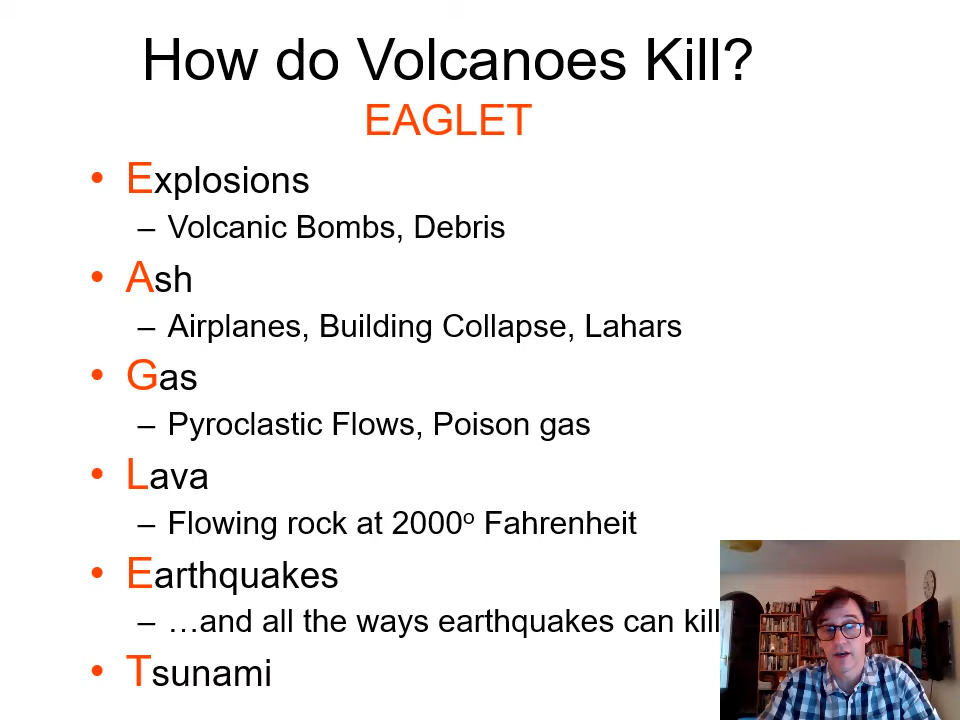 How do Volcanoes Kill?
EAGLET
• Explosions
– Volcanic Bombs, Debris
• Ash
– Airplanes, Building Collapse, Lahars
• Gas
– Pyroclastic Flows, Poison gas
• Lava
– Flowing rock at 2000º Fahrenheit
• Earthquakes
– …and all the ways earthquakes can kill
• Tsunami